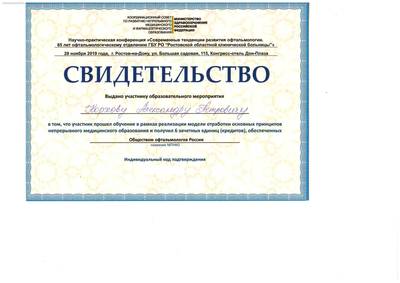 КООРДИНАЦИОННЫЙ СОВЕТ
ПО РАЗВИТИЮ НЕПРЕРЫВНОГО
МЕДИЦИНСКОГО
И ФАРМАЦЕВТИЧЕСКОГО
ОБРАЗОВАНИЯ
МИНИСТЕРСТВО
ЗДРАВООХРАНЕНИЯ
РОССИЙСКОЙ
ФЕДЕРАЦИИ
Научно-практическая конференция «Современные тенденции развития офтальмологии.
85 лет офтальмологическому отделению ГБУ РО "Ростовской областной клинической больницы"»
29 ноября 2019 года, г. Ростов-на-Дону, ул. Большая садовая, 115, Конгресс-отель Дон-Плаза
СВИДЕТЕЛЬСТВО
Выдано участнику образовательного мероприятия
Александру Петровичу
в том, что участник прошел обучение в рамках реализации модели отработки основных принципов
непрерывного медицинского образования и получил 6 зачетных единиц (кредитов), обеспеченных
Обществом офтальмологов России
название МПНКО
Индивидуальный код подтверждения